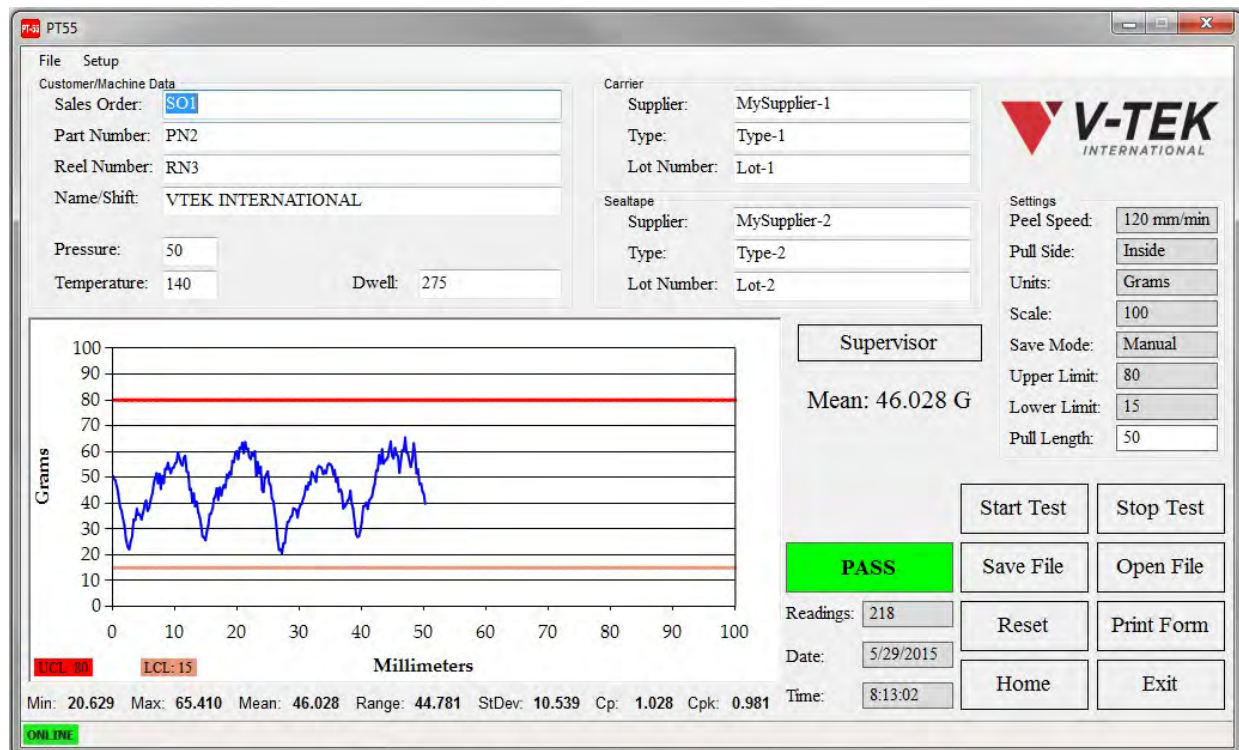 PT-55 PT55
File Setup
Customer/Machine Data
Sales Order: SO1
Part Number: PN2
Reel Number: RN3
Name/Shift: VTEK INTERNATIONAL
Pressure: 50
Temperature: 140 Dwell: 275
Carrier
Supplier: MySupplier-1
Type: Type-1
Lot Number: Lot-1
Sealtape
Supplier: MySupplier-2
Type: Type-2
Lot Number: Lot-2
V-TEK
INTERNATIONAL
Settings
Peel Speed: 120 mm/min
Pull Side: Inside
Units: Grams
Scale: 100
Save Mode: Manual
Upper Limit: 80
Lower Limit: 15
Pull Length: 50
Supervisor
Mean: 46.028 G
Grams
100
90
80
70
60
50
40
30
20
10
0
0 10 20 30 40 50 60 70 80 90 100
Millimeters
UCL: 80 LCL: 15
Min: 20.629 Max: 65.410 Mean: 46.028 Range: 44.781 StDev: 10.539 Cp: 1.028 Cpk: 0.981
PASS
Readings: 218
Date: 5/29/2015
Time: 8:13:02
Start Test Stop Test
Save File Open File
Reset Print Form
Home Exit
ONLINE